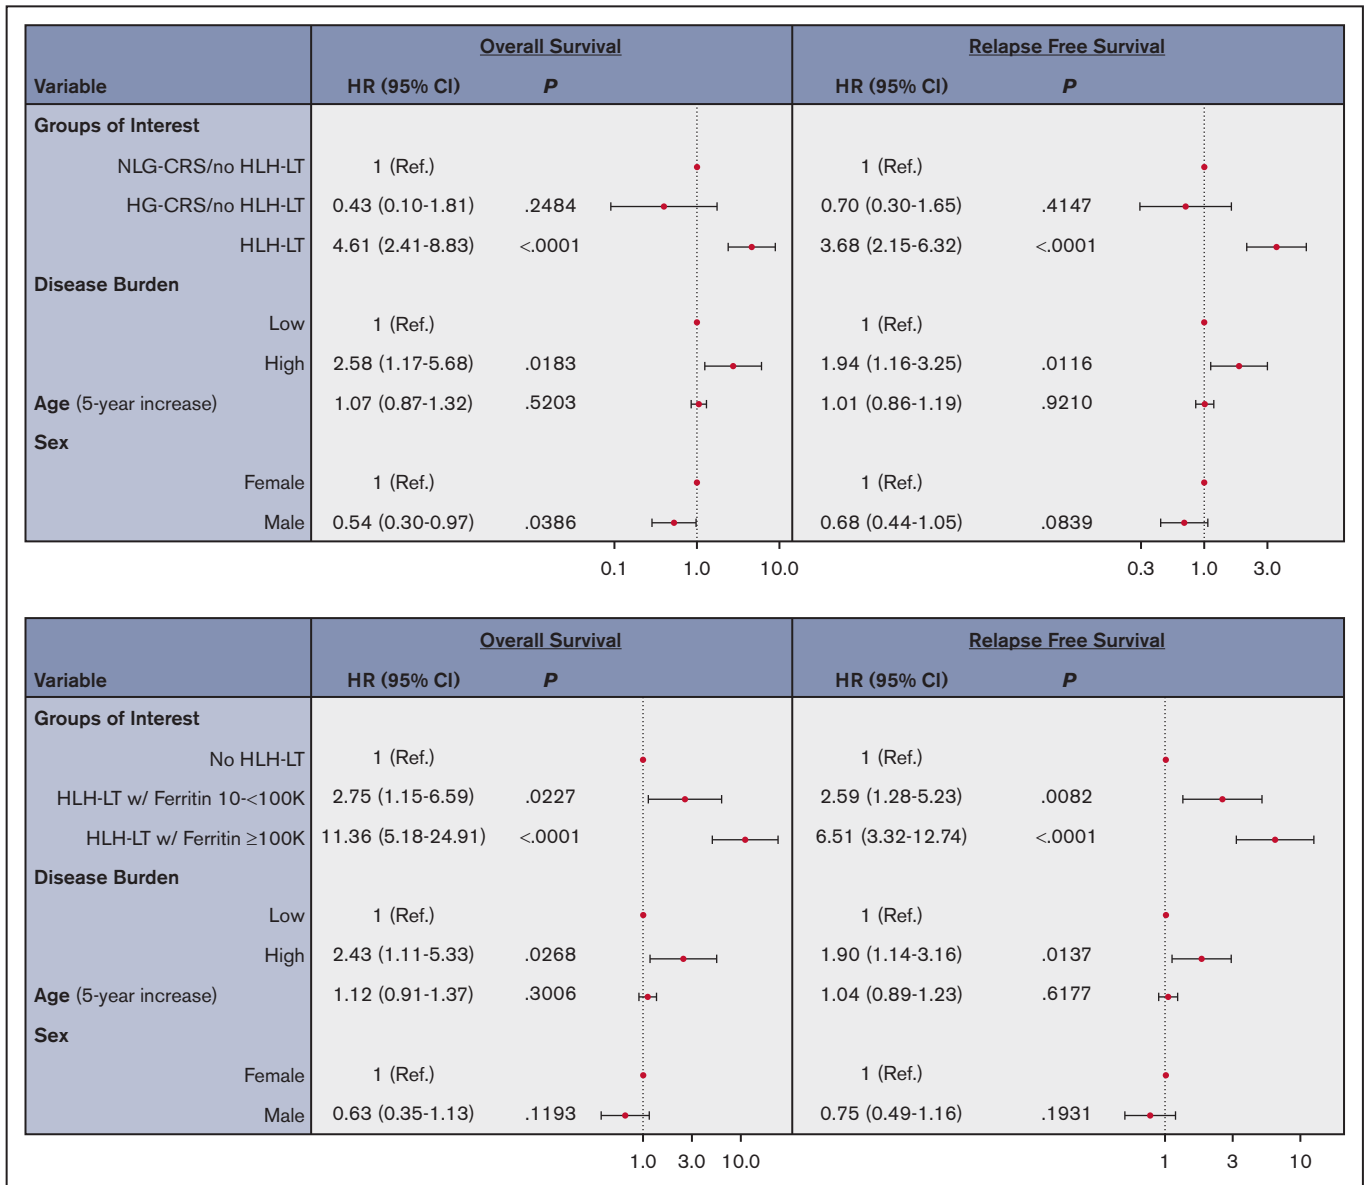 Overall Survival Relapse Free Survival
Variable HR (95% CI) P HR (95% CI) P
Groups of Interest
NLG-CRS/no HLH-LT 1 (Ref.) 1 (Ref.)
HG-CRS/no HLH-LT 0.43 (0.10-1.81) .2484 0.70 (0.30-1.65) .4147
HLH-LT 4.61 (2.41-8.83) <.0001 3.68 (2.15-6.32) <.0001
Disease Burden
Low 1 (Ref.) 1 (Ref.)
High 2.58 (1.17-5.68) .0183 1.94 (1.16-3.25) .0116
Age (5-year increase) 1.07 (0.87-1.32) .5203 1.01 (0.86-1.19) .9210
Sex
Female 1 (Ref.) 1 (Ref.)
Male 0.54 (0.30-0.97) .0386 0.68 (0.44-1.05) .0839
0.1 1.0 10.0 0.3 1.0 3.0
Overall Survival Relapse Free Survival
Variable HR (95% CI) P HR (95% CI) P
Groups of Interest
No HLH-LT 1 (Ref.) 1 (Ref.)
HLH-LT w/ Ferritin 10-<100K 2.75 (1.15-6.59) .0227 2.59 (1.28-5.23) .0082
HLH-LT w/ Ferritin ≥100K 11.36 (5.18-24.91) <.0001 6.51 (3.32-12.74) <.0001
Disease Burden
Low 1 (Ref.) 1 (Ref.)
High 2.43 (1.11-5.33) .0268 1.90 (1.14-3.16) .0137
Age (5-year increase) 1.12 (0.91-1.37) .3006 1.04 (0.89-1.23) .6177
Sex
Female 1 (Ref.) 1 (Ref.)
Male 0.63 (0.35-1.13) .1193 0.75 (0.49-1.16) .1931
1.0 3.0 10.0 1 3 10